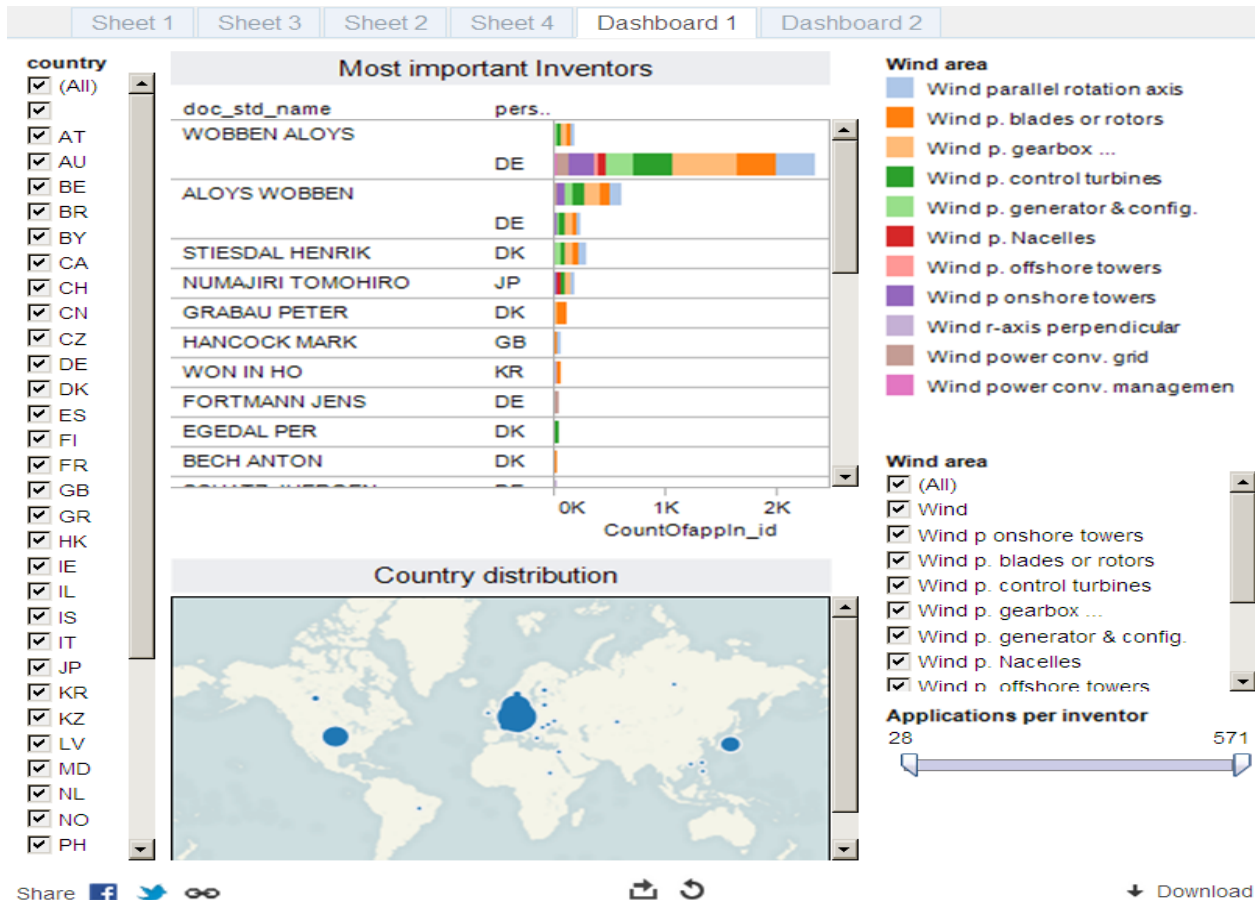 Sheet 1 Sheet 3 Sheet 2 Sheet 4 Dashboard 1 Dashboard 2
country
(All)
AT
AU
BE
BR
BY
CA
CH
CN
CZ
DE
DK
ES
FI
FR
GB
GR
HK
IE
IL
IS
IT
JP
KR
KZ
LV
MD
NL
NO
PH
Most important Inventors
doc_std_name pers..
WOBBEN ALOYS
DE
ALOYS WOBBEN
DE
STIESDAL HENRIK DK
NUMAJIRI TOMOHIRO JP
GRABAU PETER DK
HANCOCK MARK GB
WON IN HO KR
FORTMANN JENS DE
EGEDAL PER DK
BECH ANTON DK
0K 1K 2K
CountOfappln_id
Country distribution
Wind area
Wind parallel rotation axis
Wind p. blades or rotors
Wind p. gearbox ...
Wind p. control turbines
Wind p. generator & config.
Wind p. Nacelles
Wind p. offshore towers
Wind p onshore towers
Wind r-axis perpendicular
Wind power conv. grid
Wind power conv. managemen
Wind area
(All)
Wind
Wind p onshore towers
Wind p. blades or rotors
Wind p. control turbines
Wind p. gearbox ...
Wind p. generator & config.
Wind p. Nacelles
Wind p. offshore towers
Applications per inventor
28 571
Share Download